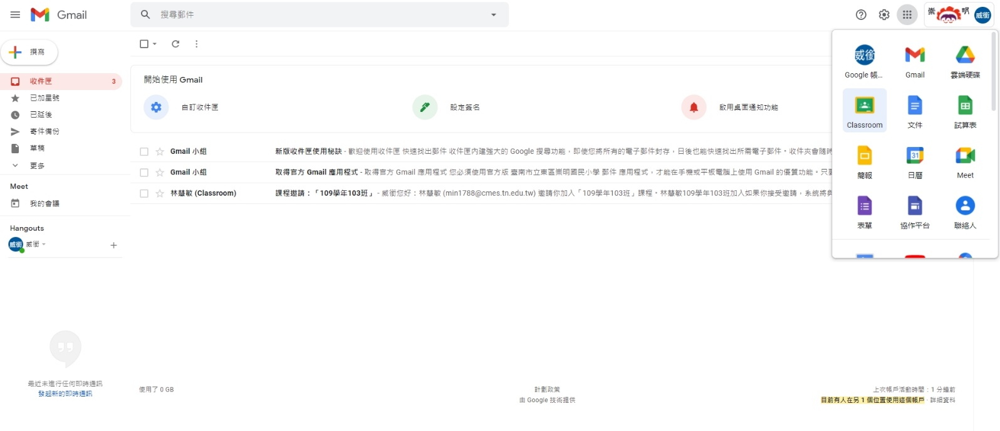 Gmail
搜尋郵件
崇
明
威衡
撰寫
收件匣 3
已加星號
已延後
寄件備份
草稿
更多
Meet
我的會議
Hangouts
威衡 威衡
最近未進行任何即時通訊
發起新的即時通訊
開始使用 Gmail
自訂收件匣
設定簽名
啟用桌面通知功能
Gmail 小組 新版收件匣使用秘訣 - 歡迎使用收件匣 快速找出郵件 收件匣內建強大的 Google 搜尋功能，即使您將所有的電子郵件封存，日後也能快速找出所需電子郵件。收件夾會隨時
Gmail 小組 取得官方 Gmail 應用程式 - 取得官方 Gmail 應用程式 您必須使用官方版 臺南市立東區崇明國民小學 郵件 應用程式，才能在手機或平板電腦上使用 Gmail 的優質功能。只要
林慧敏 (Classroom) 課程邀請：「109學年103班」 - 威衡您好：林慧敏 (min1788@cmes.tn.edu.tw) 邀請你加入「109學年103班」課程。林慧敏109學年103班加入如果你接受邀請，系統將與
使用了 0 GB
計劃政策
由 Google 技術提供
上次帳戶活動時間：1 分鐘前
目前有人在另 1 個位置使用這個帳戶 · 詳細資料
威衡
Google 帳... Gmail 雲端硬碟
Classroom 文件 試算表
31
簡報 日曆 Meet
表單 協作平台 聯絡人